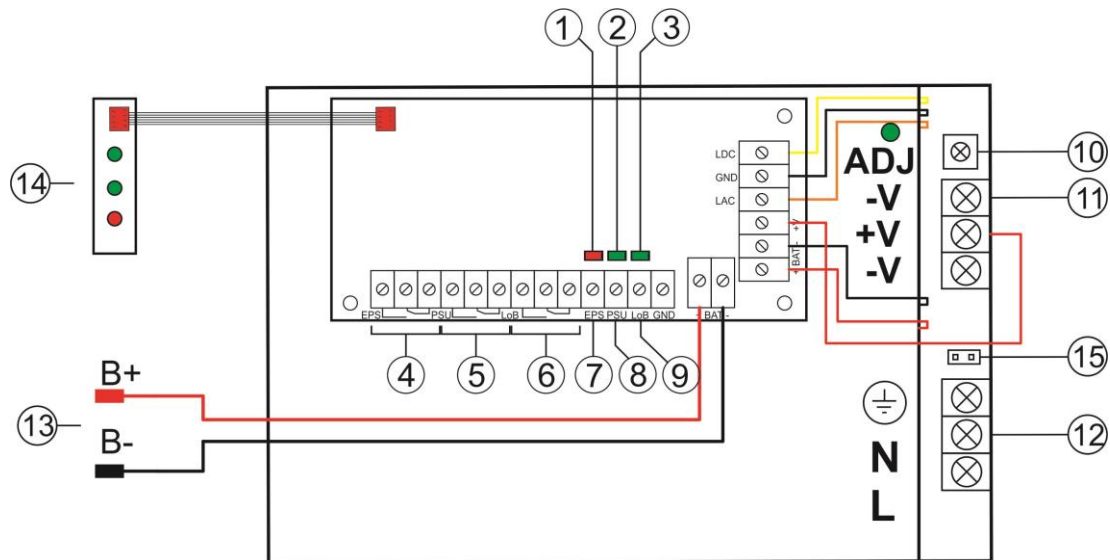 1 2 3
LDC
GND
LAC
+V
- BAT +
ADJ
-V
+V
-V
10
11
14
EPS PSU LoB EPS PSU LoB GND + BAT -
4 5 6 7 8 9
15
B+
13
B-
12
N
L